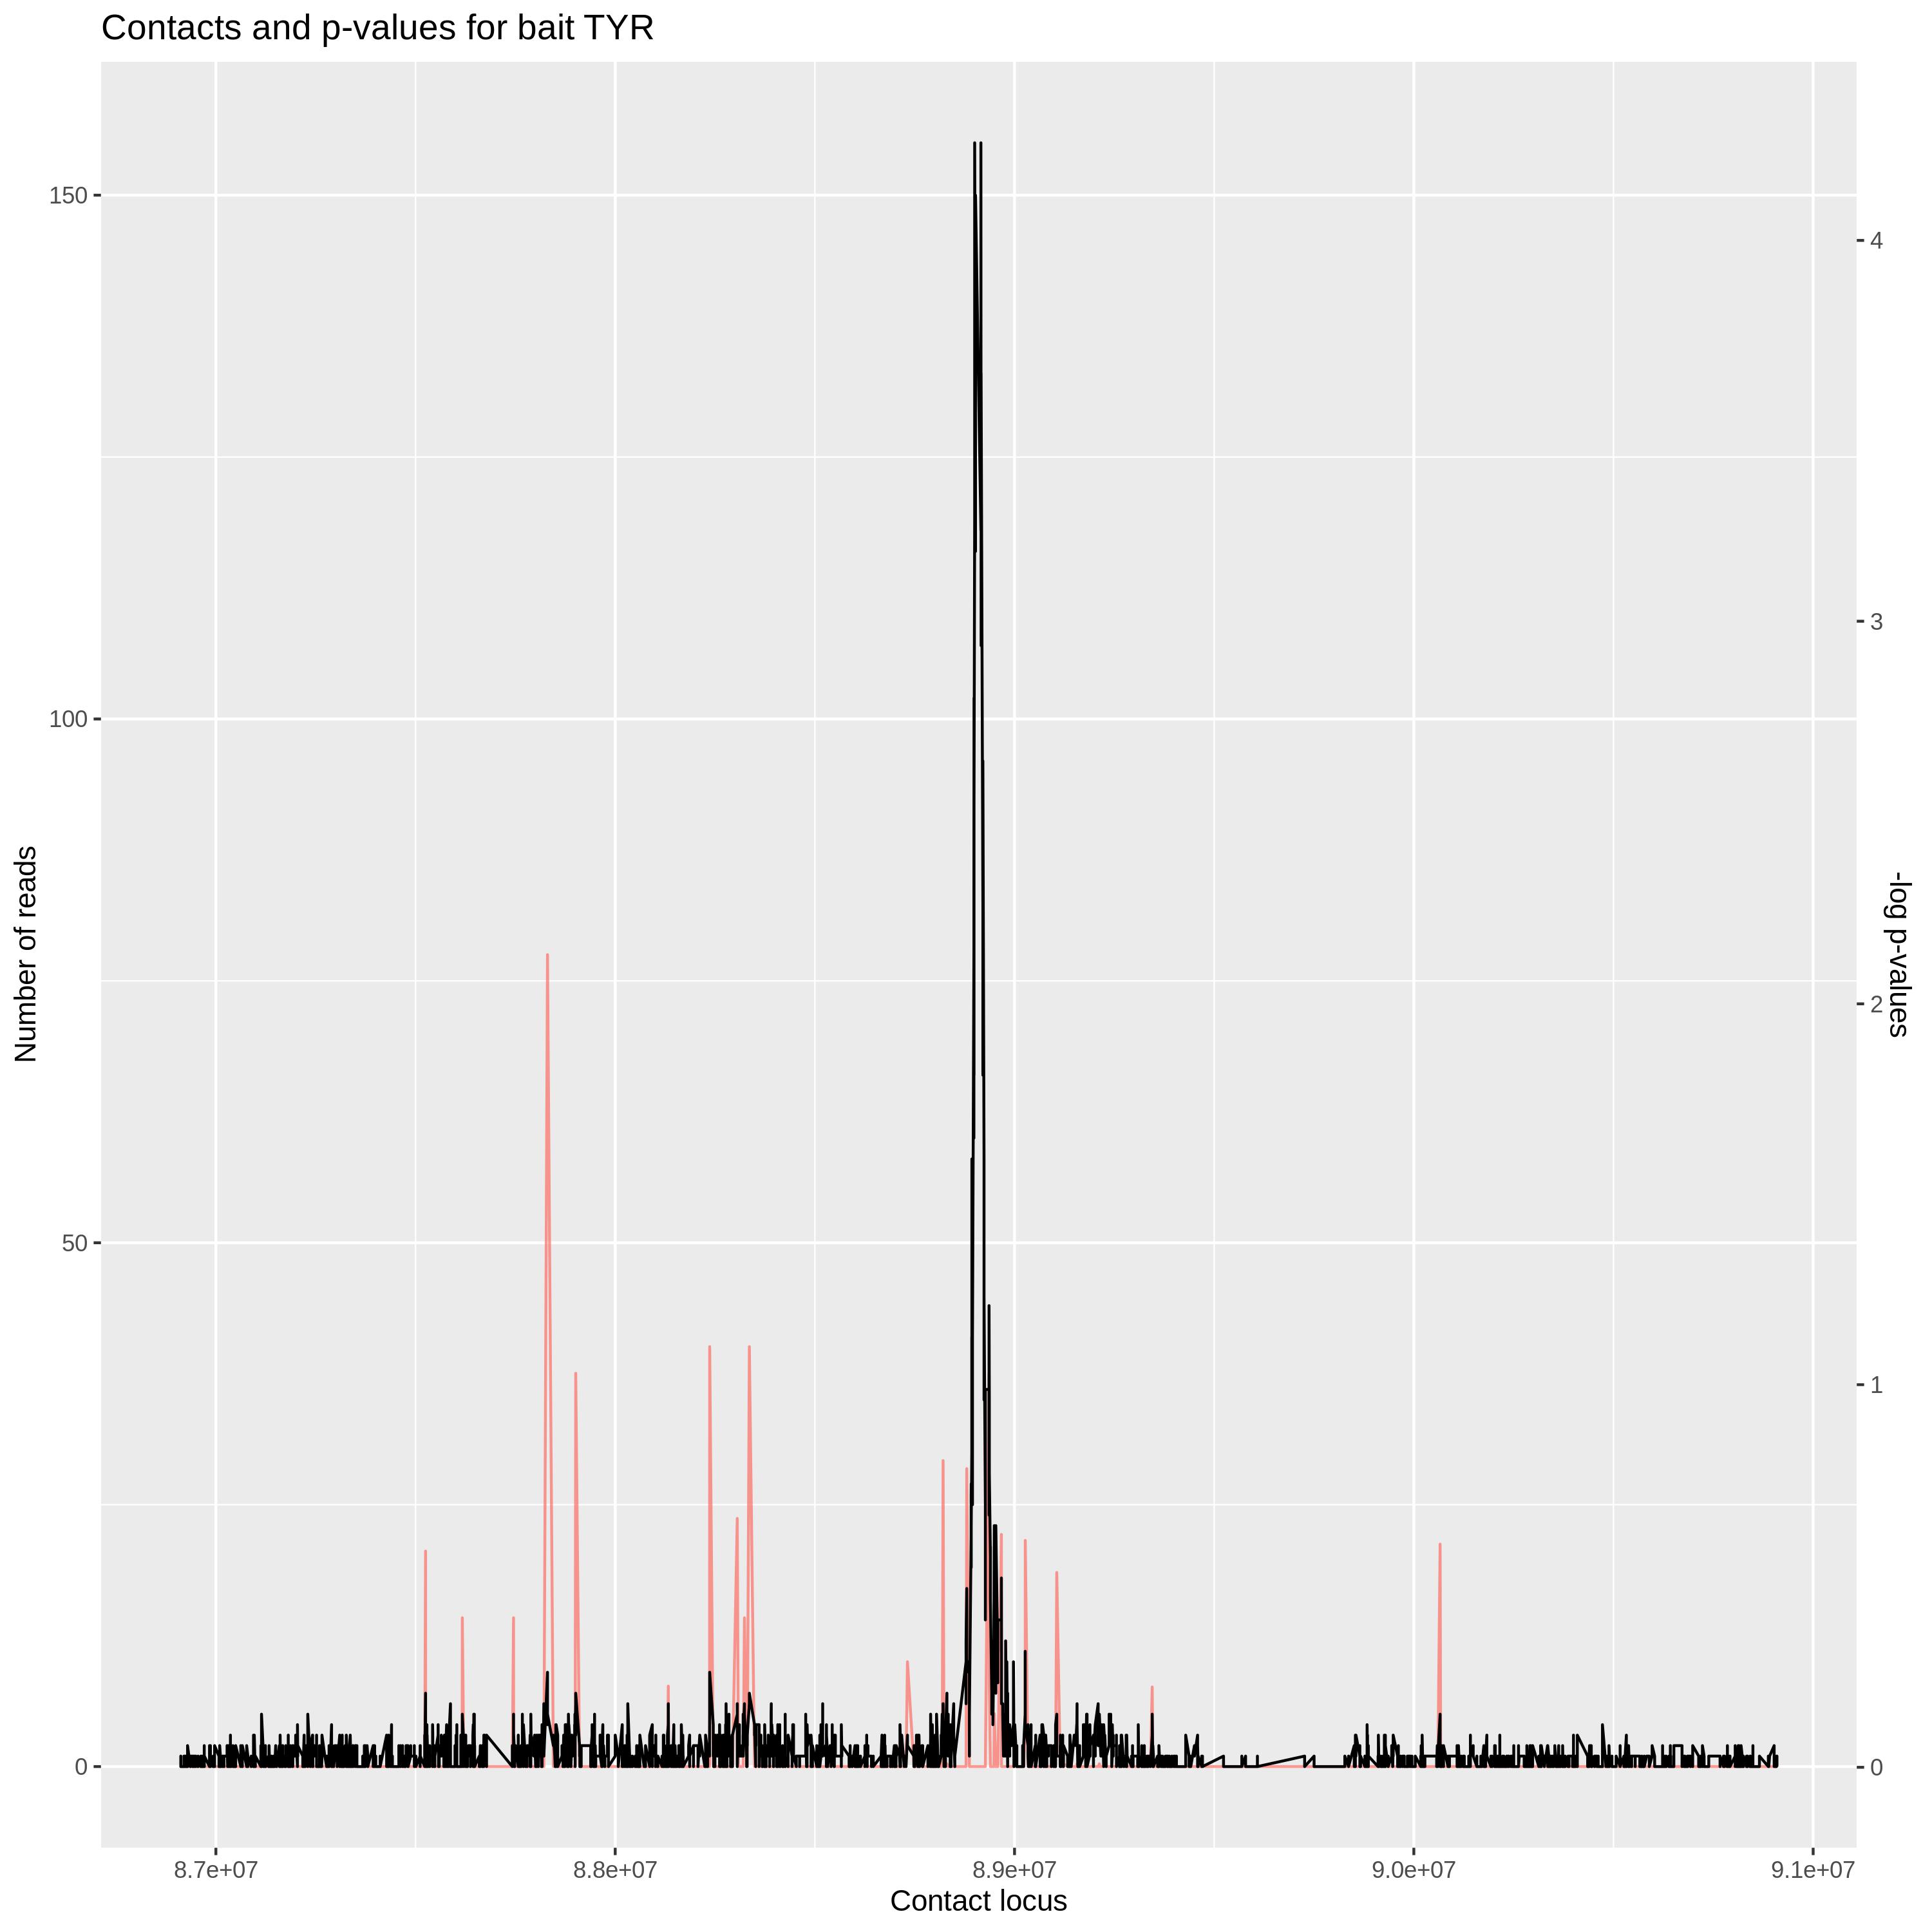 Contacts and p-values for bait TYR
150
100
50
0
Number of reads
4
3
2
1
0
-log p-values
8.7e+07 8.8e+07 8.9e+07 9.0e+07 9.1e+07
Contact locus